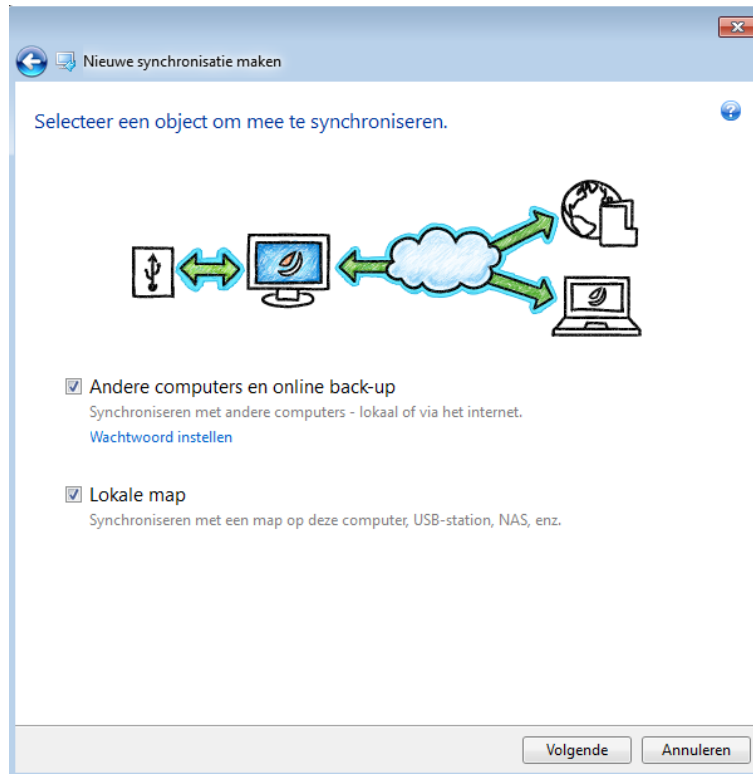 Nieuwe synchronisatie maken
Selecteer een object om mee te synchroniseren.
Andere computers en online back-up
Synchroniseren met andere computers - lokaal of via het internet.
Wachtwoord instellen
Lokale map
Synchroniseren met een map op deze computer, USB-station, NAS, enz.
Volgende
Annuleren